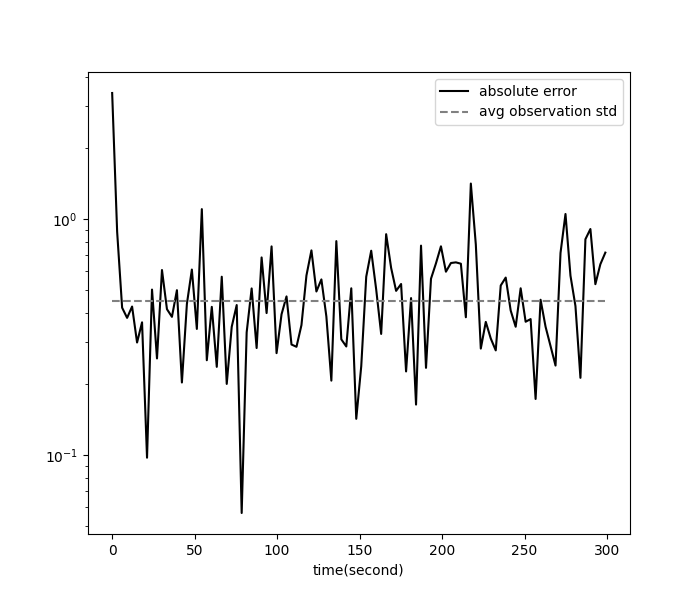 absolute error
avg observation std
10⁰
10⁻¹
0 50 100 150 200 250 300
time(second)